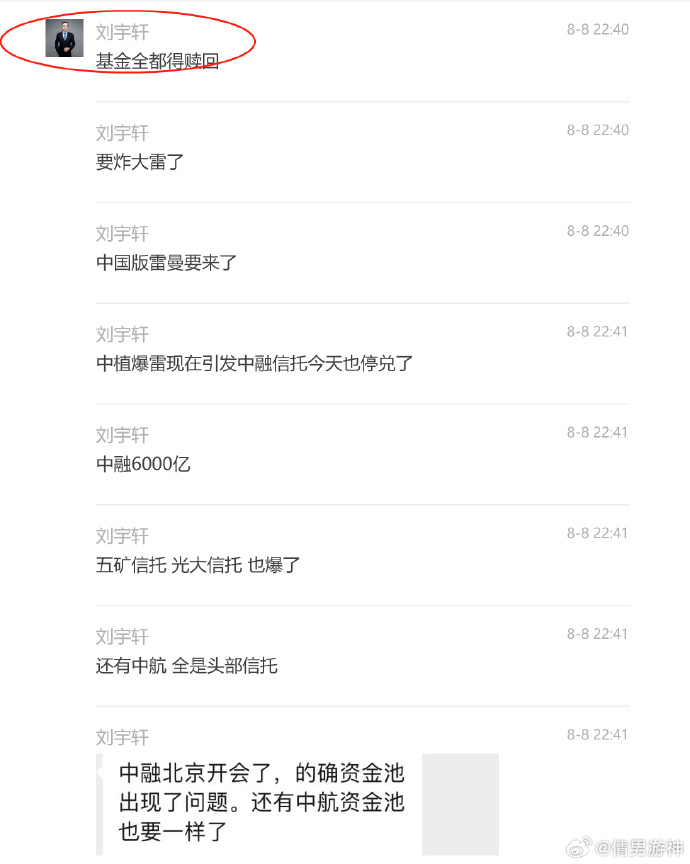 刘宇轩
8-8 22:40
基金全都得赎回
刘宇轩
8-8 22:40
要炸大雷了
刘宇轩
8-8 22:40
中国版雷曼要来了
刘宇轩
8-8 22:41
中植爆雷现在引发中融信托今天也停兑了
刘宇轩
8-8 22:41
中融6000亿
刘宇轩
8-8 22:41
五矿信托 光大信托 也爆了
刘宇轩
8-8 22:41
还有中航 全是头部信托
刘宇轩
8-8 22:41
中融北京开会了，的确资金池
出现了问题。还有中航资金池
也要一样了
@倩男游神